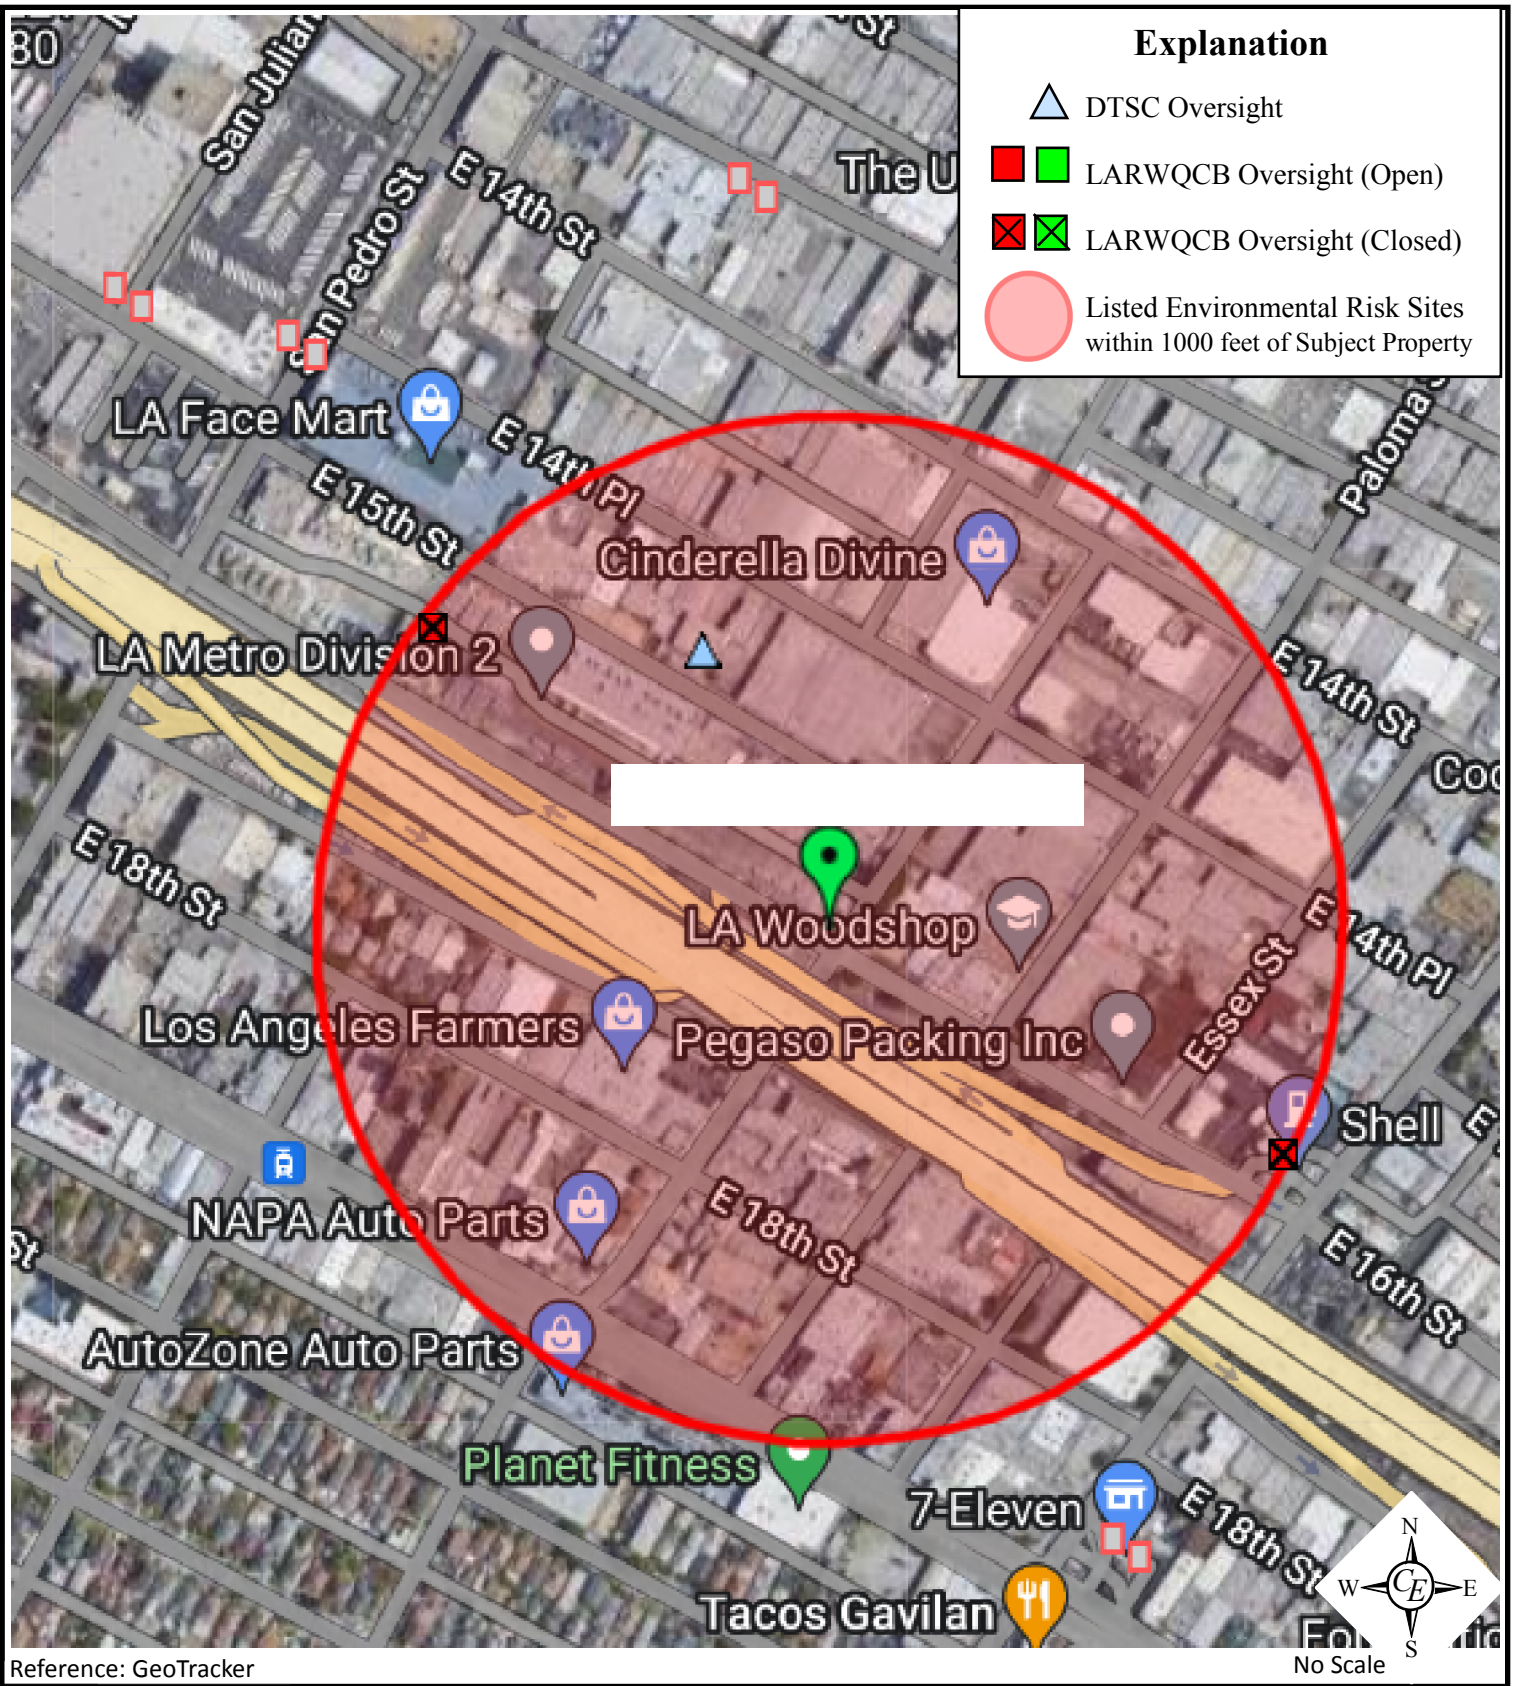 80
San Julian
St
Explanation
DTSC Oversight
LARWQCB Oversight (Open)
LARWQCB Oversight (Closed)
Listed Environmental Risk Sites
within 1000 feet of Subject Property
The U
E 14th St
San Pedro St
Paloma
LA Face Mart
E 14th Pl
E 15th St
Cinderella Divine
LA Metro Division 2
E 14th St
Coo
E 18th St
LA Woodshop
E 14th Pl
Essex St
Los Angeles Farmers
Pegaso Packing Inc
Shell
E
NAPA Auto Parts
E 18th St
St
E 16th St
AutoZone Auto Parts
Planet Fitness
7-Eleven
E 18th St
N
W
CE
E
S
Tacos Gavilan
Reference: GeoTracker
No Scale